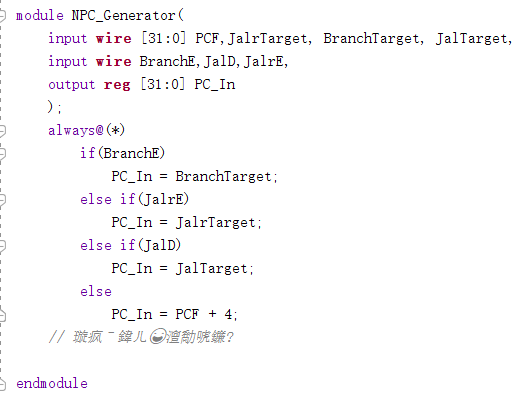 module NPC_Generator(
input wire [31:0] PCF,JalrTarget, BranchTarget, JalTarget,
input wire BranchE,JalD,JalrE,
output reg [31:0] PC_In
);
always@(*)
if(BranchE)
PC_In = BranchTarget;
else if(JalrE)
PC_In = JalrTarget;
else if(JalD)
PC_In = JalTarget;
else
PC_In = PCF + 4;
// 璇疯
endmodule